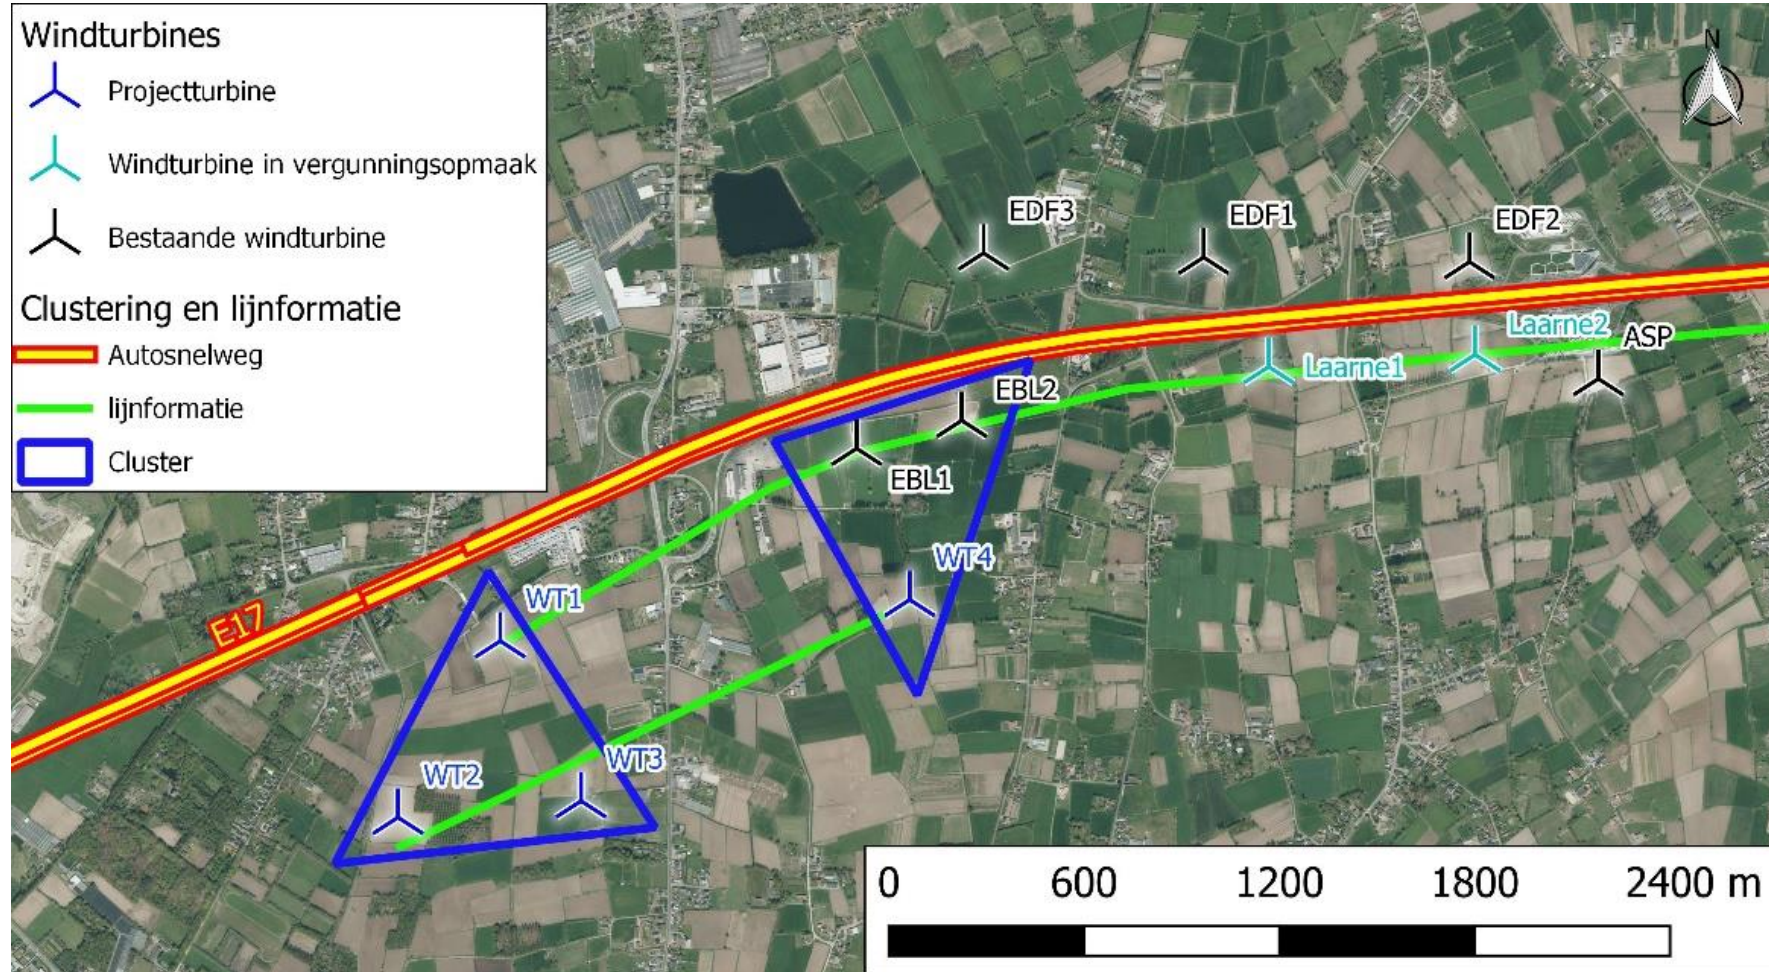 Windturbines
Projectturbine
Windturbine in vergunningsopmaak
Bestaande windturbine
Clustering en lijnformatie
Autosnelweg
lijnformatie
Cluster
N
EDF3
EDF1
EDF2
Laarne2
ASP
Laarne1
EBL2
EBL1
WT4
WT1
E17
WT3
WT2
0 600 1200 1800 2400 m